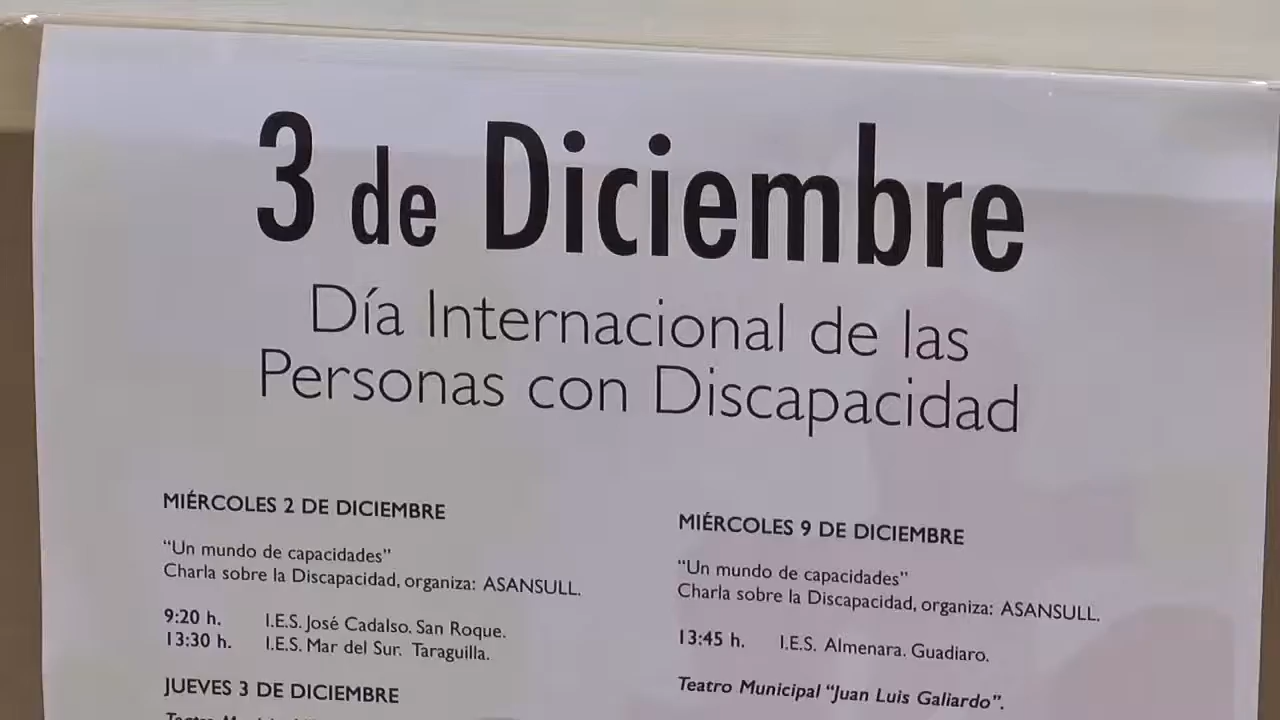 3 de Diciembre
Día Internacional de las
Personas con Discapacidad
MIÉRCOLES 2 DE DICIEMBRE
“Un mundo de capacidades”
Charla sobre la Discapacidad, organiza: ASANSULL.
9:20 h. I.E.S. José Cadalso. San Roque.
13:30 h. I.E.S. Mar del Sur. Taraguilla.
JUEVES 3 DE DICIEMBRE
MIÉRCOLES 9 DE DICIEMBRE
“Un mundo de capacidades”
Charla sobre la Discapacidad, organiza: ASANSULL.
13:45 h. I.E.S. Almenara. Guadiaro.
Teatro Municipal “Juan Luis Galiardo”.